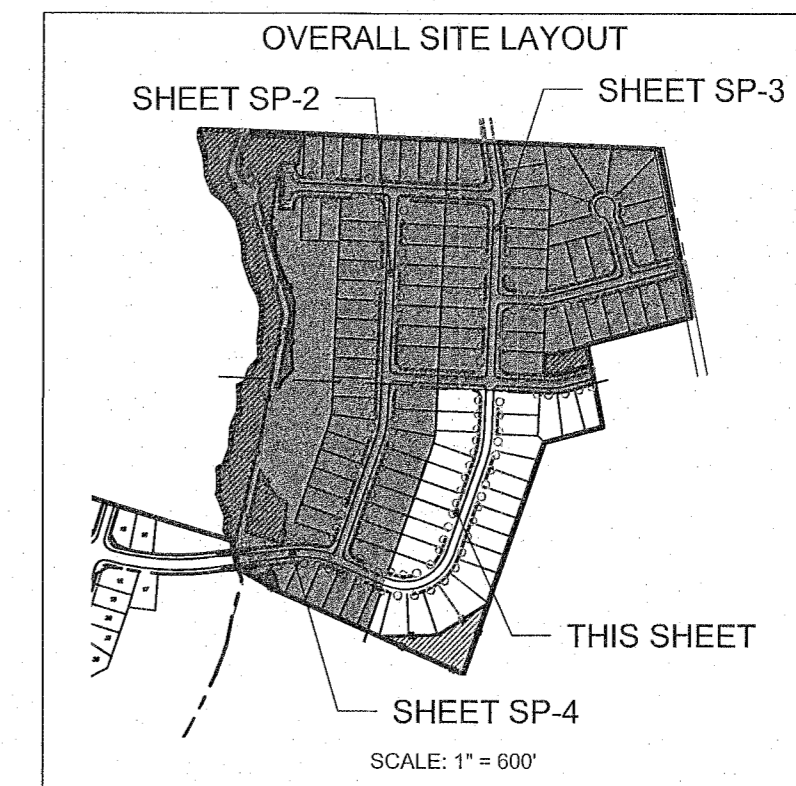 OVERALL SITE LAYOUT
SHEET SP-2
SHEET SP-3
THIS SHEET
SHEET SP-4
SCALE: 1" = 600'